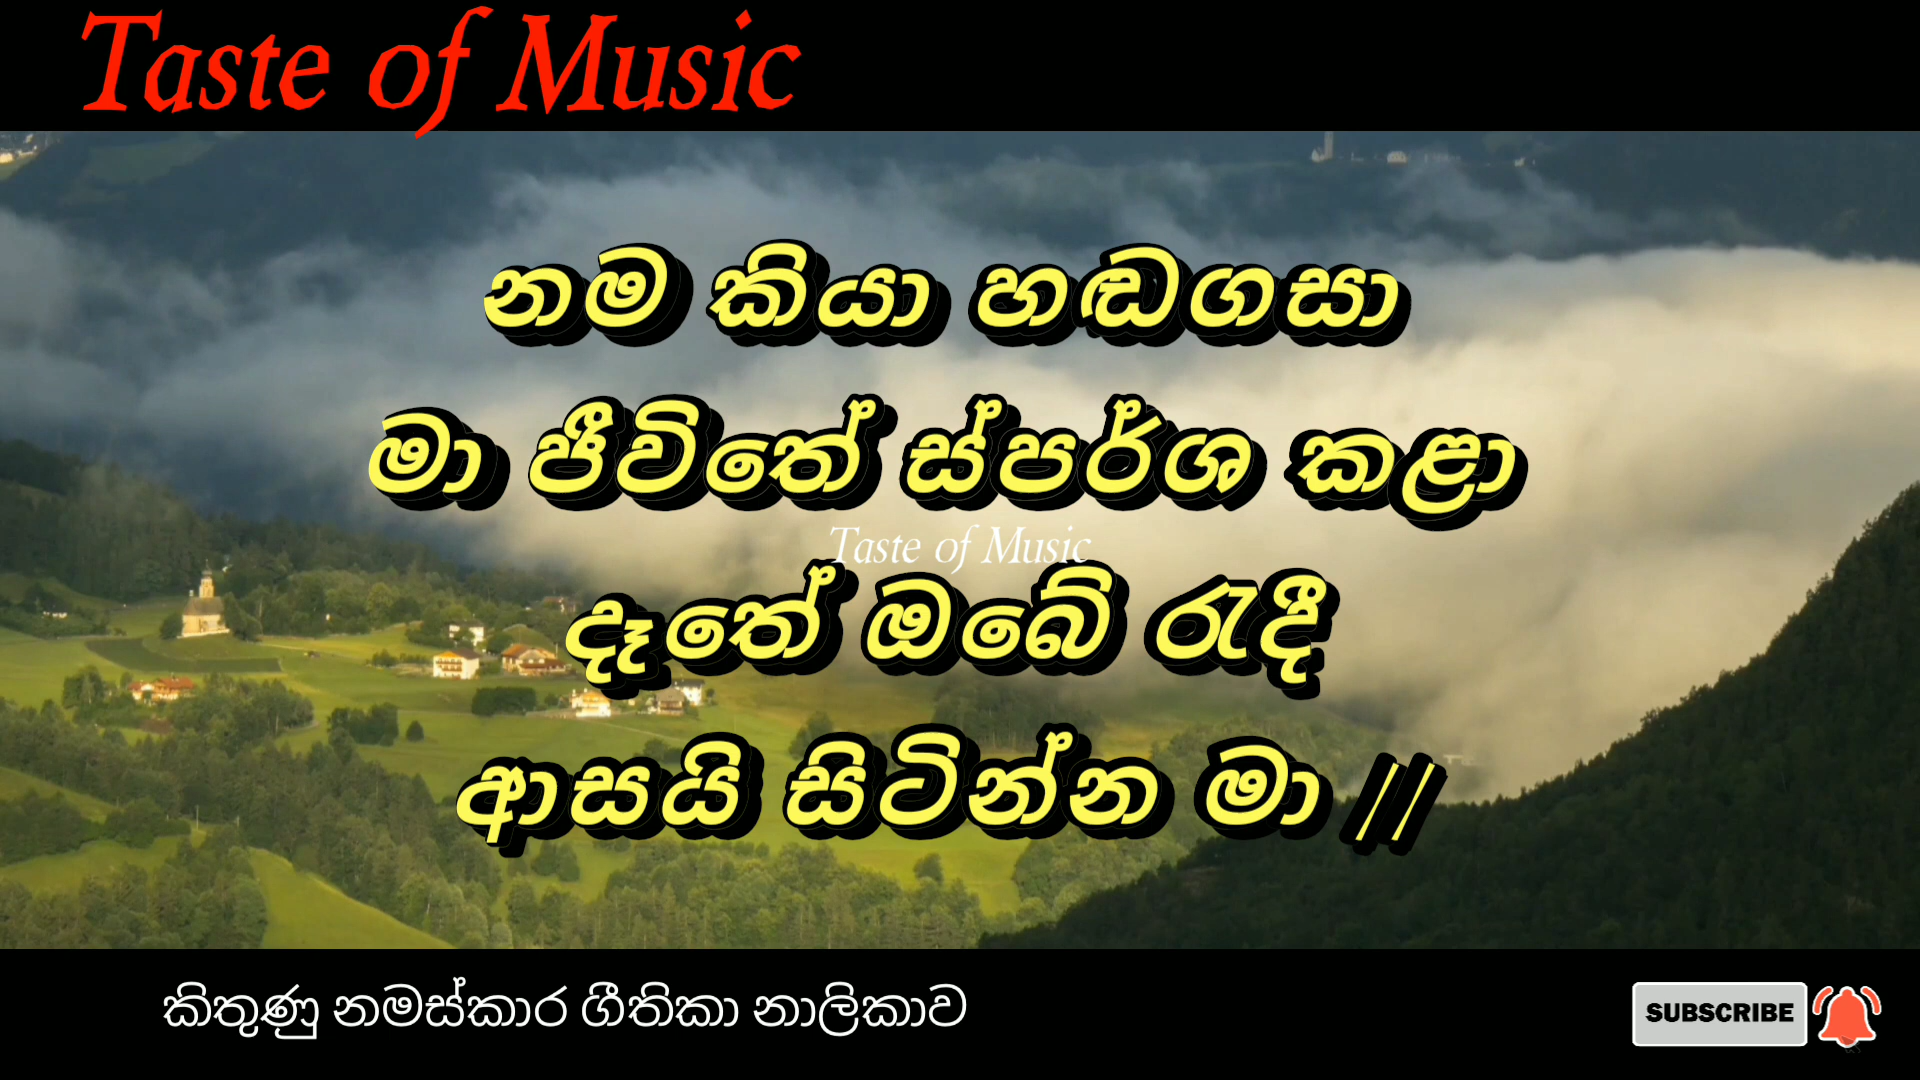 Taste of Music
නම කියා හඬගසා
මා ජීවිතේ ස්පර්ශ කළා
Taste of Music
දෑතේ ඔබේ රැදී
ආසයි සිටින්න මා //
කිතුණු නමස්කාර ගීතිකා නාලිකාව
SUBSCRIBE